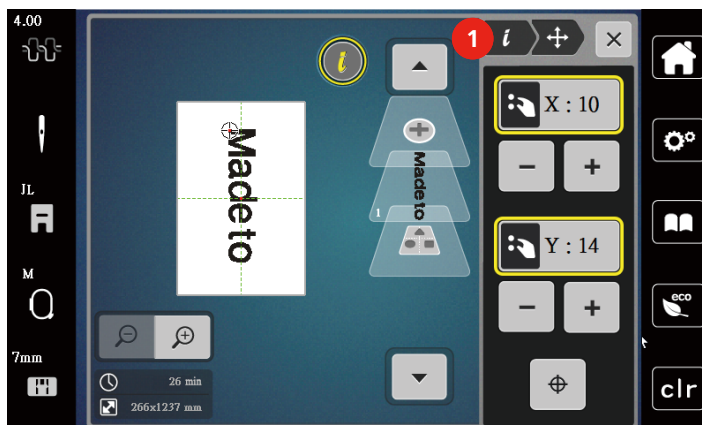 4.00
1
i
i
X : 10
− +
JL
Made to
Made to
1
Y : 14
− +
M
eco
7mm
26 min
266x1237 mm
clr